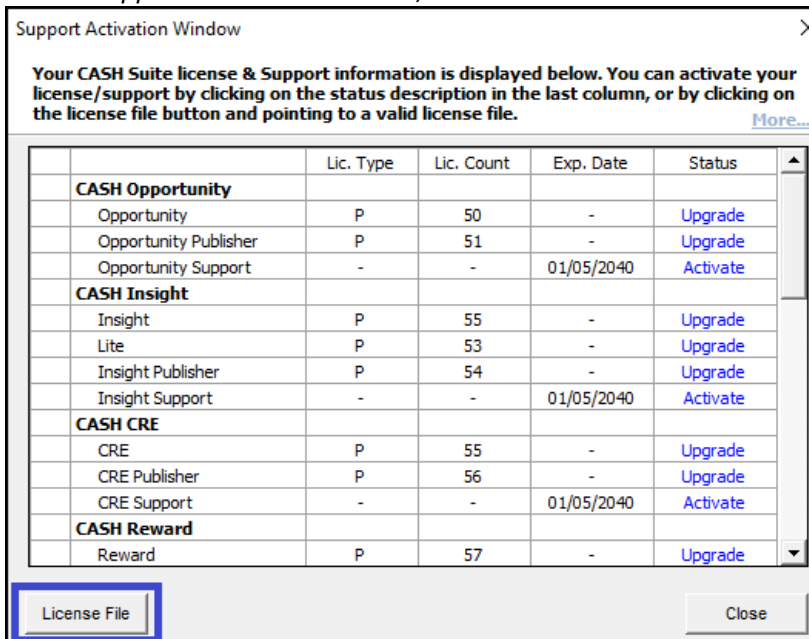 Support Activation Window
Your CASH Suite license & Support information is displayed below. You can activate your
license/support by clicking on the status description in the last column, or by clicking on
the license file button and pointing to a valid license file.
More...
Lic. Type Lic. Count Exp. Date Status
CASH Opportunity
Opportunity P 50 - Upgrade
Opportunity Publisher P 51 - Upgrade
Opportunity Support - - 01/05/2040 Activate
CASH Insight
Insight P 55 - Upgrade
Lite P 53 - Upgrade
Insight Publisher P 54 - Upgrade
Insight Support - - 01/05/2040 Activate
CASH CRE
CRE P 55 - Upgrade
CRE Publisher P 56 - Upgrade
CRE Support - - 01/05/2040 Activate
CASH Reward
Reward P 57 - Upgrade
License File Close